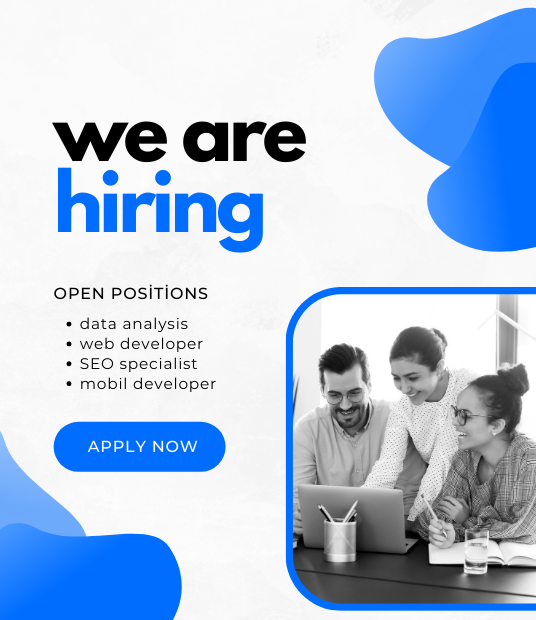 we are
hiring
OPEN POSİTİONS
data analysis
web developer
SEO specialist
mobil developer
APPLY NOW